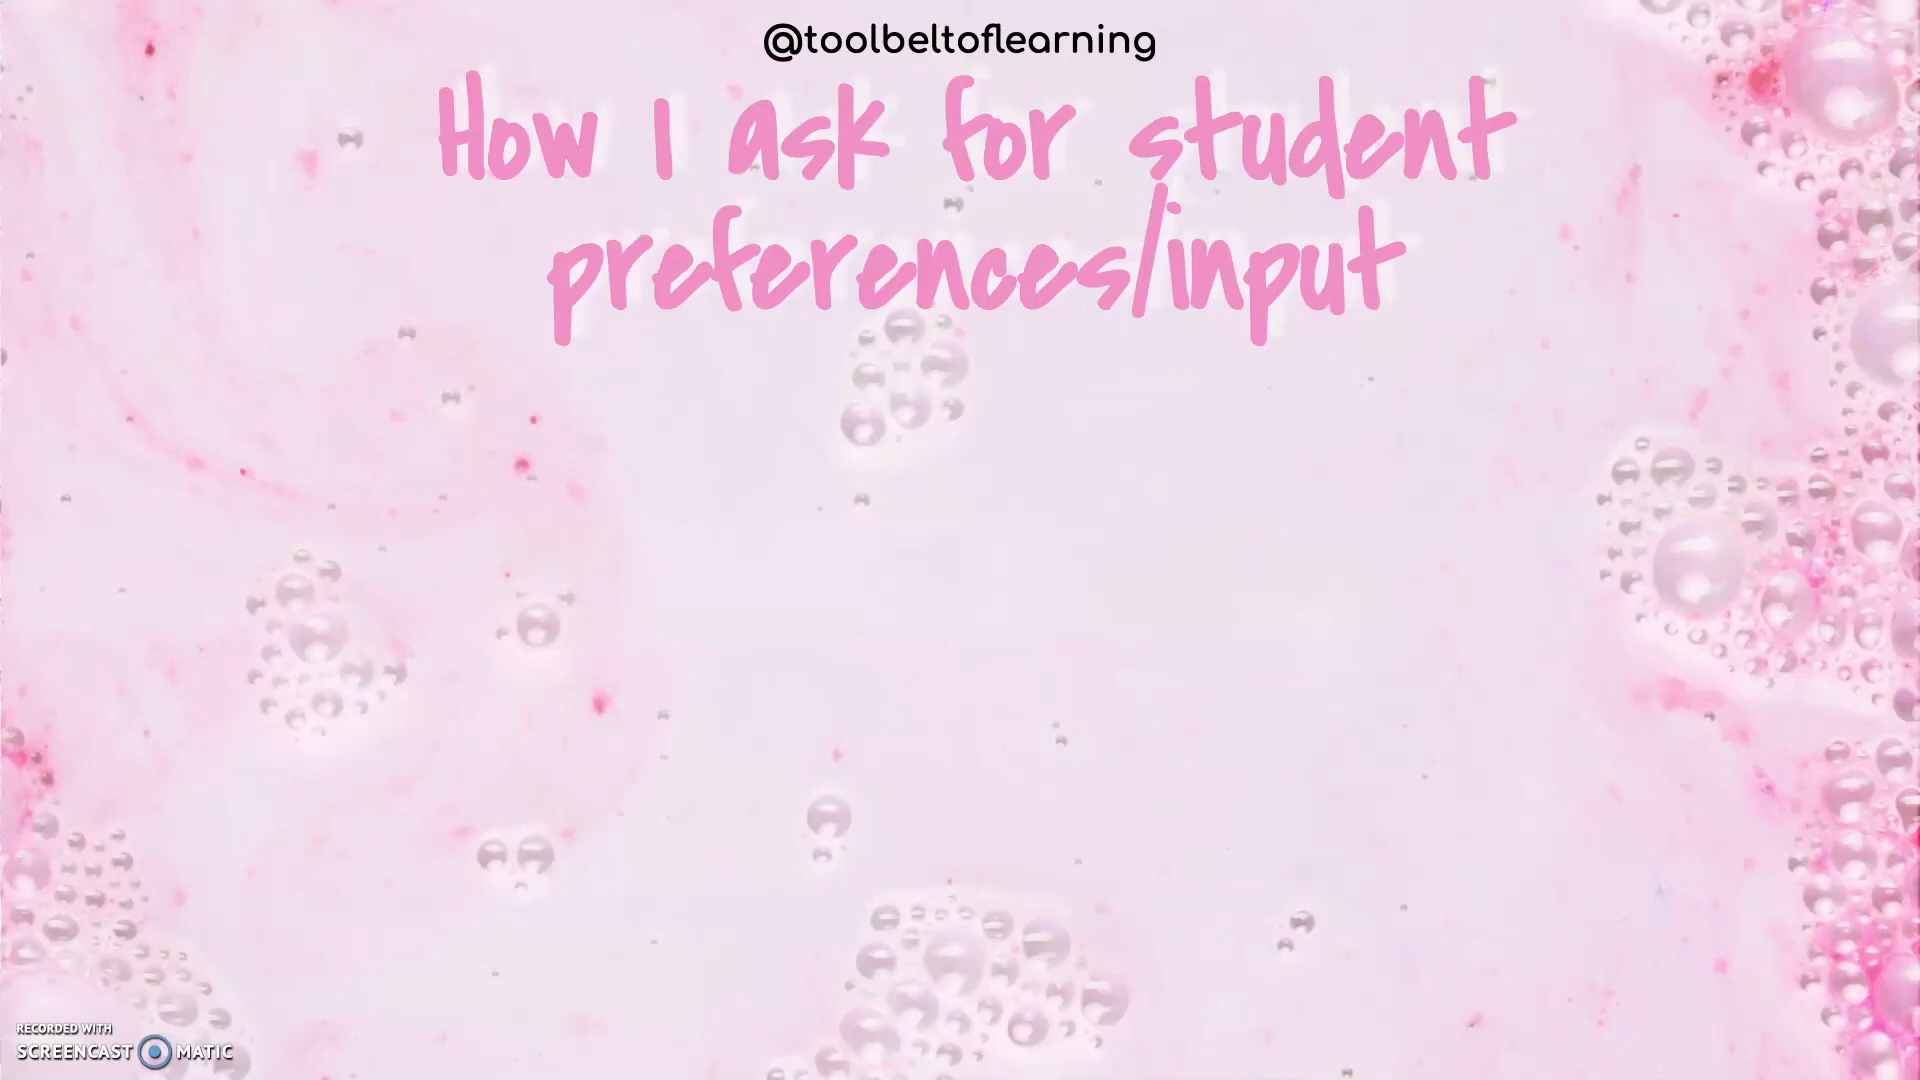 @toolbeltoflearning
How I ask for student
preferences/input
RECORDED WITH
SCREENCAST MATIC